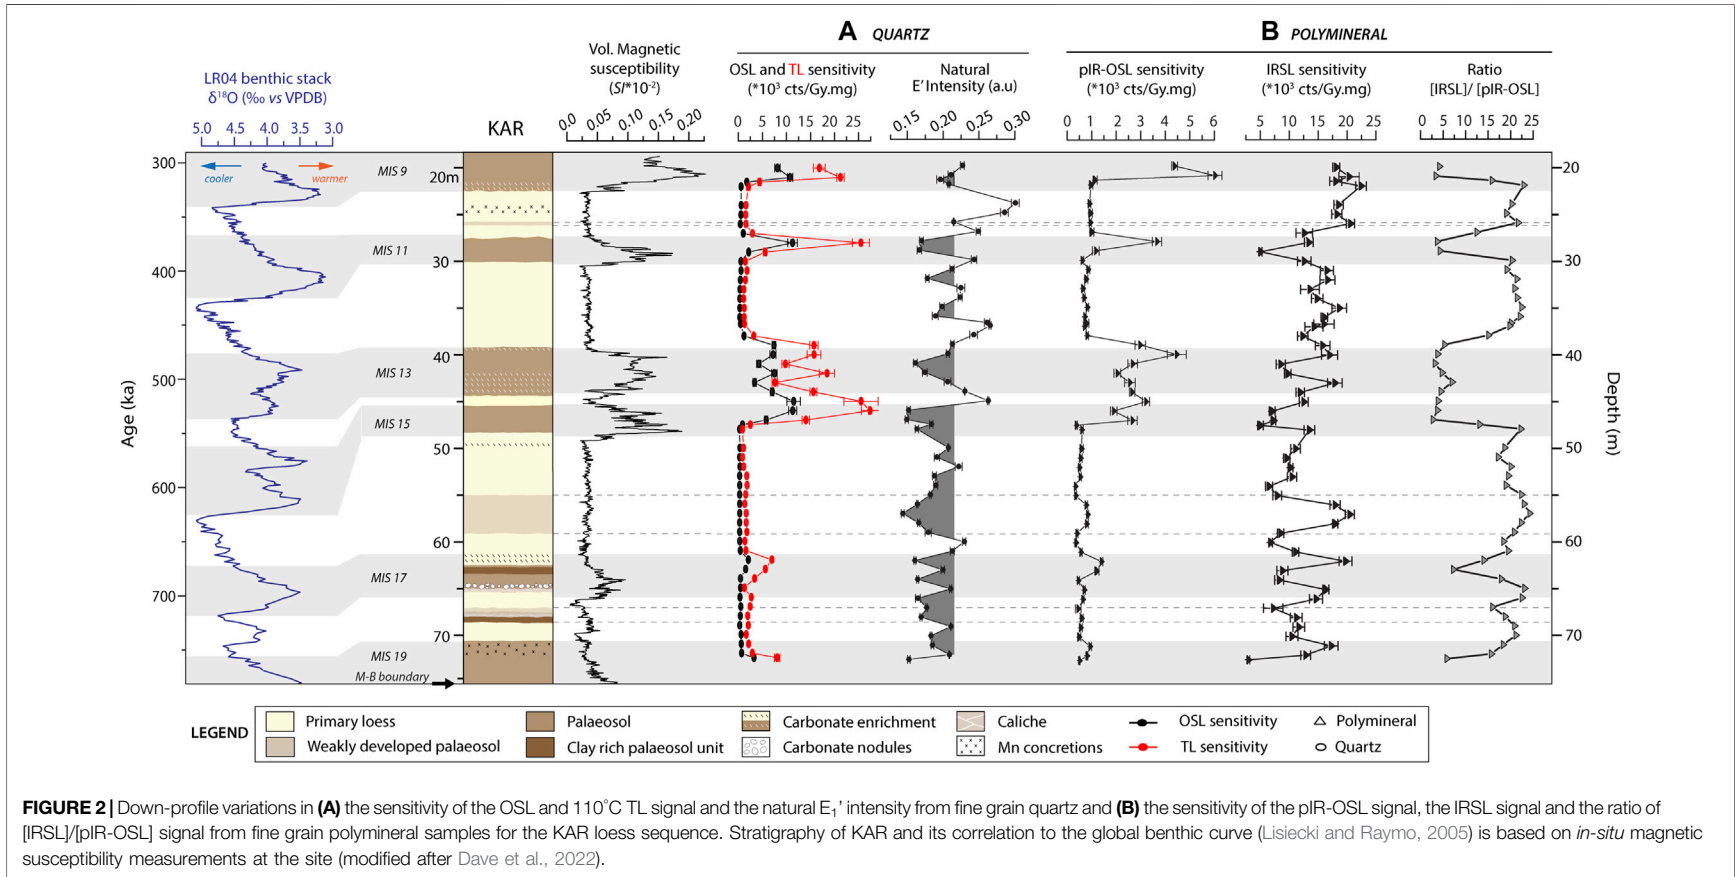 A QUARTZ
B POLYMINERAL
LR04 benthic stack
δ18O (‰ vs VPDB)
5.0 4.5 4.0 3.5 3.0
KAR
Vol. Magnetic
susceptibility
(SI*10-2)
0.0 0.05 0.10 0.15 0.20
OSL and TL sensitivity
(*10³ cts/Gy.mg)
0 5 10 15 20 25
Natural
E' Intensity (a.u)
0.15 0.20 0.25 0.30
pIR-OSL sensitivity
(*10³ cts/Gy.mg)
0 1 2 3 4 5 6
IRSL sensitivity
(*10³ cts/Gy.mg)
5 10 15 20 25
Ratio
[IRSL]/ [pIR-OSL]
0 5 10 15 20 25
Age (ka)
300
400
500
600
700
cooler
warmer
MIS 9
MIS 11
MIS 13
MIS 15
MIS 17
MIS 19
M-B boundary
20m
30
40
50
60
70
20
30
40
50
60
70
Depth (m)
LEGEND
Primary loess
Palaeosol
Carbonate enrichment
Caliche
OSL sensitivity
Polymineral
Weakly developed palaeosol
Clay rich palaeosol unit
Carbonate nodules
Mn concretions
TL sensitivity
Quartz
FIGURE 2 | Down-profile variations in (A) the sensitivity of the OSL and 110°C TL signal and the natural E1' intensity from fine grain quartz and (B) the sensitivity of the pIR-OSL signal, the IRSL signal and the ratio of
[IRSL]/[pIR-OSL] signal from fine grain polymineral samples for the KAR loess sequence. Stratigraphy of KAR and its correlation to the global benthic curve (Lisiecki and Raymo, 2005) is based on in-situ magnetic
susceptibility measurements at the site (modified after Dave et al., 2022).